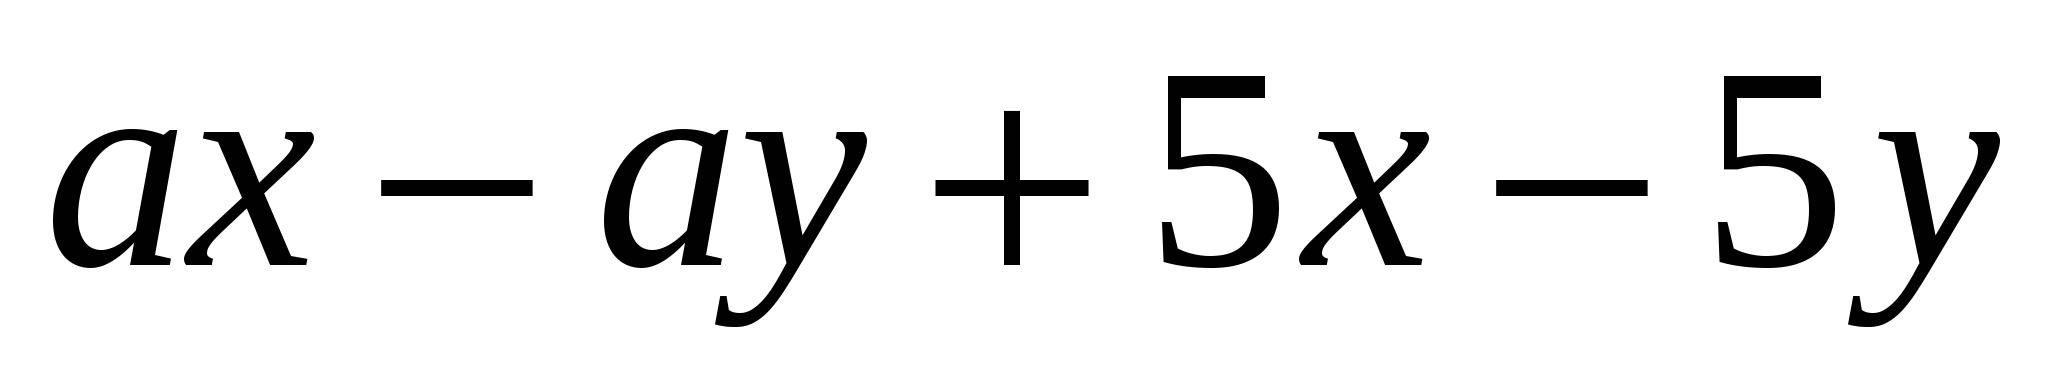 ax − ay + 5x − 5y